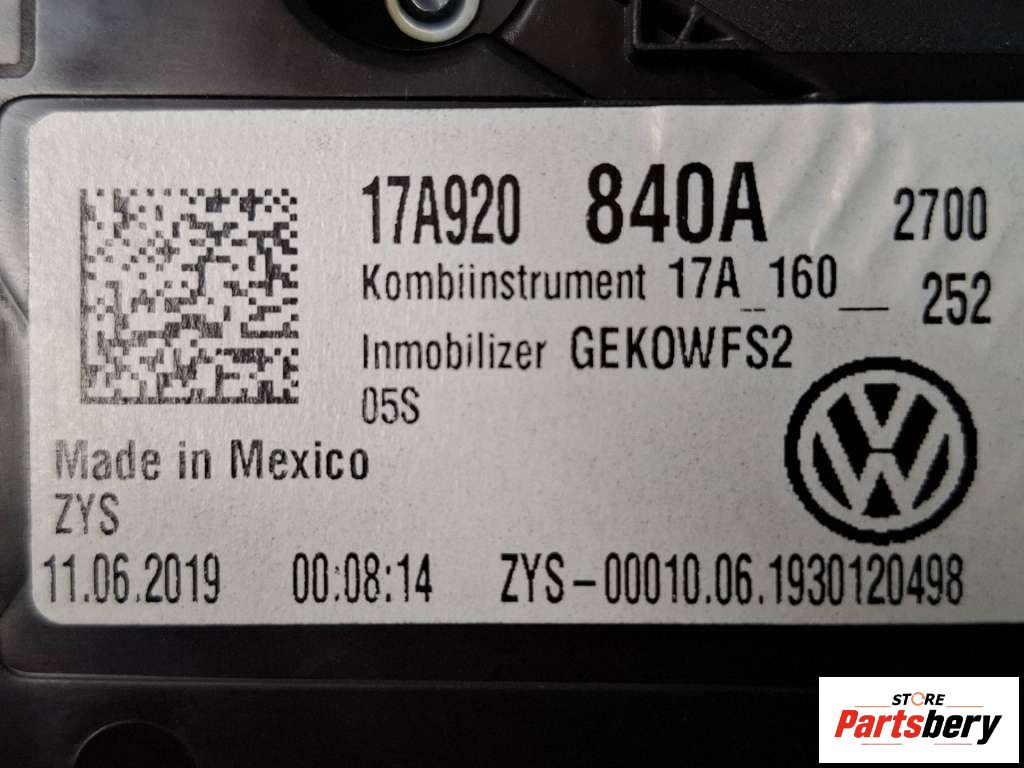 17A920 840A 2700
Kombiinstrument 17A_160__ 252
Inmobilizer GEKOWFS2
05S
Made in Mexico
ZYS
11.06.2019 00:08:14 ZYS-00010.06.1930120498
STORE
Partsbery